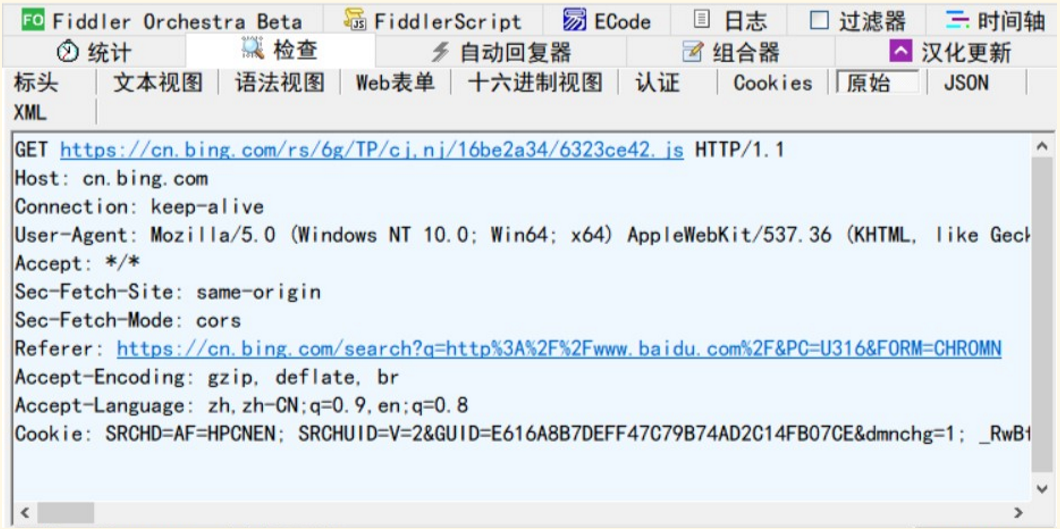 FO Fiddler Orchestra Beta JS FiddlerScript ECode 日志 过滤器 时间轴
统计 检查 自动回复器 组合器 汉化更新
标头 文本视图 语法视图 Web表单 十六进制视图 认证 Cookies 原始 JSON
XML
GET https://cn.bing.com/rs/6g/TP/cj,nj/16be2a34/6323ce42.js HTTP/1.1
Host: cn.bing.com
Connection: keep-alive
User-Agent: Mozilla/5.0 (Windows NT 10.0; Win64; x64) AppleWebKit/537.36 (KHTML, like Geck
Accept: */*
Sec-Fetch-Site: same-origin
Sec-Fetch-Mode: cors
Referer: https://cn.bing.com/search?q=http%3A%2F%2Fwww.baidu.com%2F&PC=U316&FORM=CHROMN
Accept-Encoding: gzip, deflate, br
Accept-Language: zh,zh-CN;q=0.9,en;q=0.8
Cookie: SRCHD=AF=HPCNEN; SRCHUID=V=2&GUID=E616A8B7DEFF47C79B74AD2C14FB07CE&dmnchg=1; _RwBf